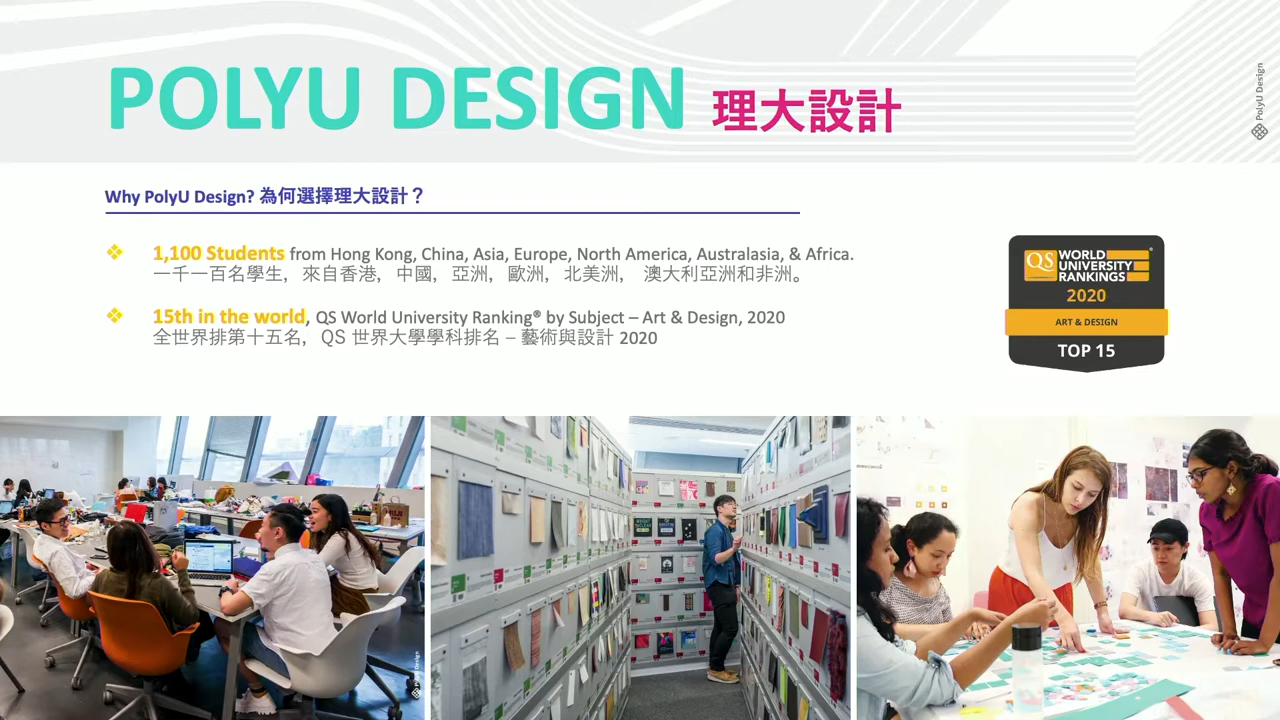 POLYU DESIGN 理大設計
PolyU Design
Why PolyU Design? 為何選擇理大設計？
1,100 Students from Hong Kong, China, Asia, Europe, North America, Australasia, & Africa.
一千一百名學生，來自香港，中國，亞洲，歐洲，北美洲， 澳大利亞洲和非洲。
15th in the world, QS World University Ranking® by Subject – Art & Design, 2020
全世界排第十五名，QS 世界大學學科排名 – 藝術與設計 2020
QS WORLD
UNIVERSITY
RANKINGS®
2020
ART & DESIGN
TOP 15
PolyU Design
PolyU Design